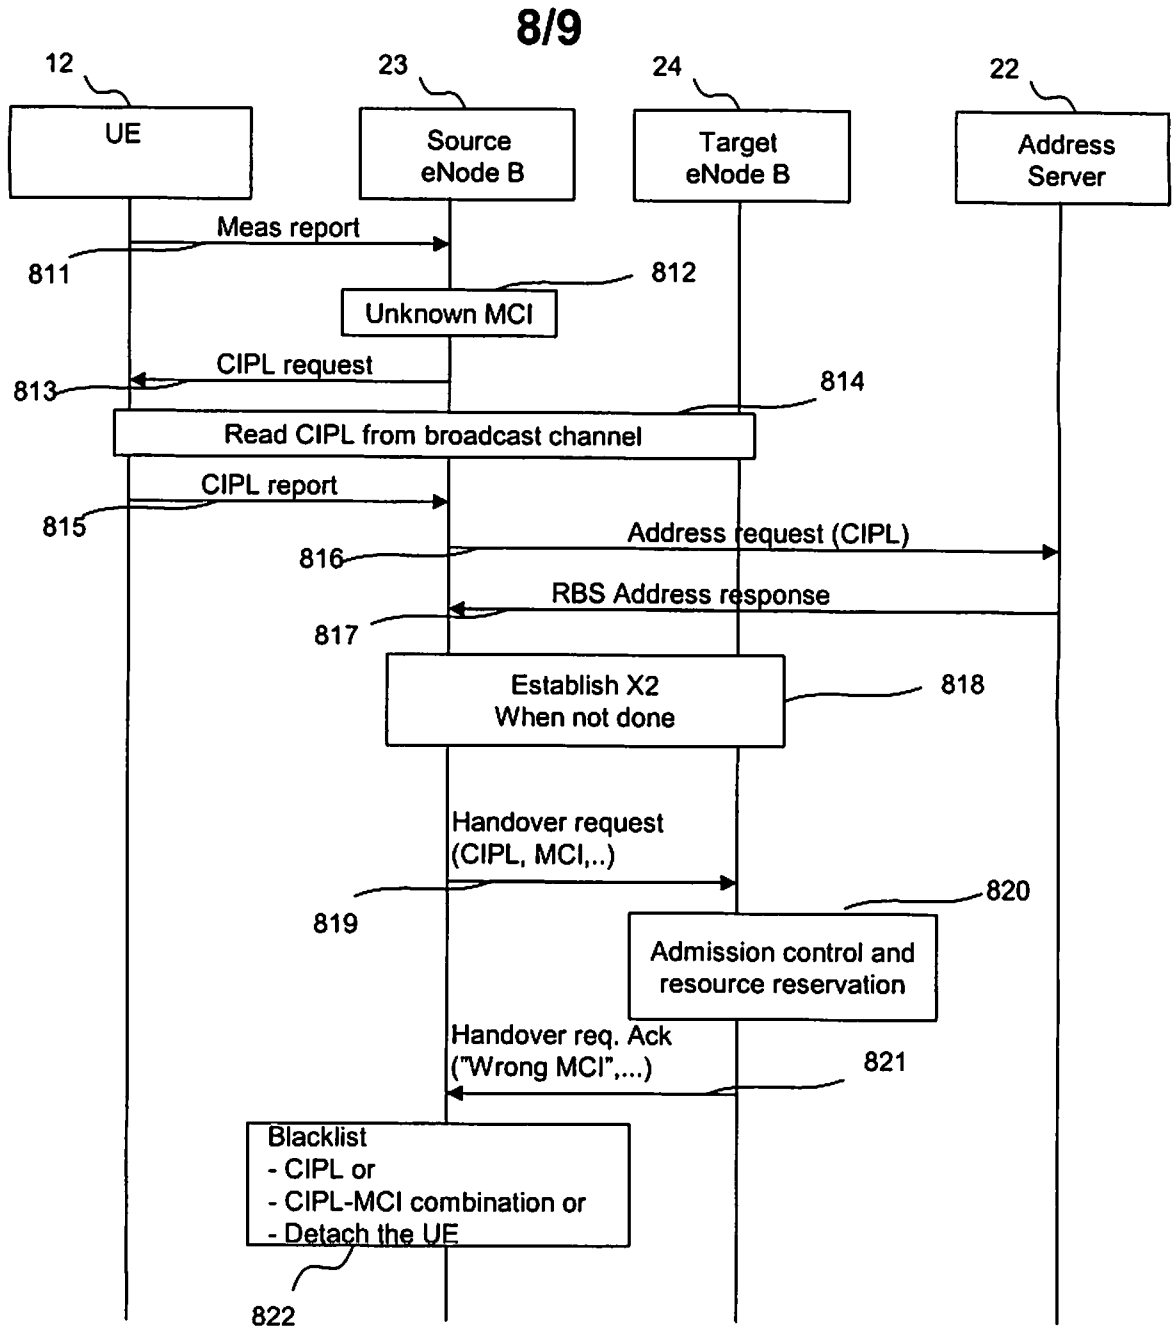 8/9
12
23
24
22
UE
Source
eNode B
Target
eNode B
Address
Server
Meas report
811
812
Unknown MCI
CIPL request
813
814
Read CIPL from broadcast channel
CIPL report
815
Address request (CIPL)
816
RBS Address response
817
Establish X2
When not done
818
Handover request
(CIPL, MCI,..)
819
820
Admission control and
resource reservation
Handover req. Ack
("Wrong MCI",...)
821
Blacklist
- CIPL or
- CIPL-MCI combination or
- Detach the UE
822